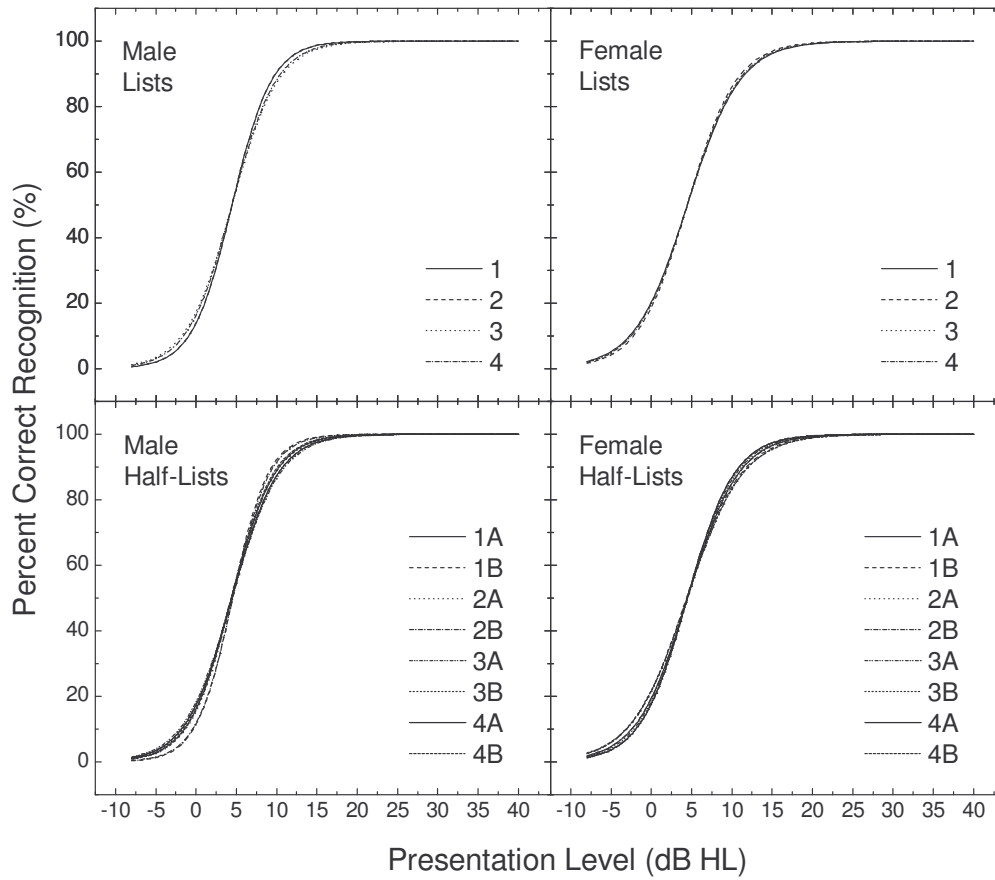 Percent Correct Recognition (%)
100
80
60
40
20
0
Male
Lists
1
2
3
4
Female
Lists
1
2
3
4
100
80
60
40
20
0
Male
Half-Lists
1A
1B
2A
2B
3A
3B
4A
4B
Female
Half-Lists
1A
1B
2A
2B
3A
3B
4A
4B
-10 -5 0 5 10 15 20 25 30 35 40
-10 -5 0 5 10 15 20 25 30 35 40
Presentation Level (dB HL)